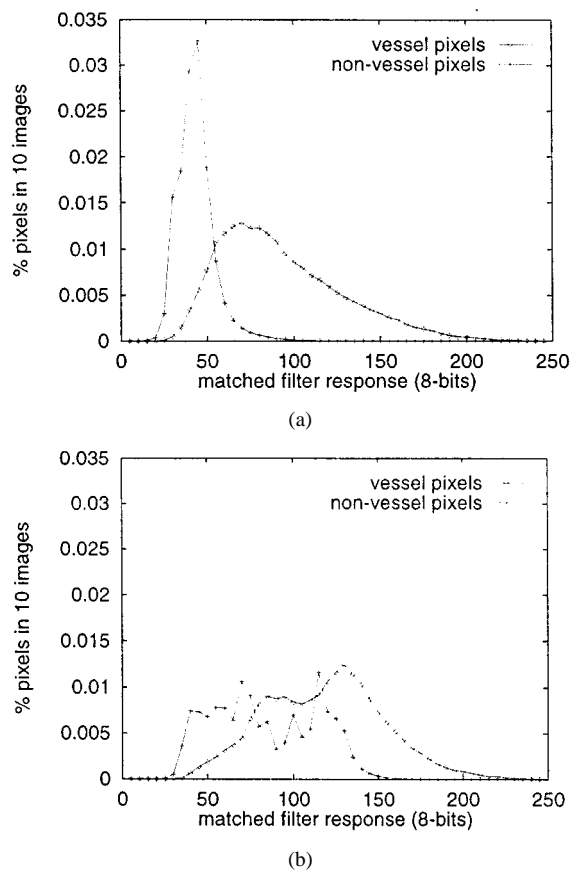 0.035
0.03
0.025
0.02
0.015
0.01
0.005
0
% pixels in 10 images
vessel pixels
non-vessel pixels
0 50 100 150 200 250
matched filter response (8-bits)
(a)
0.035
0.03
0.025
0.02
0.015
0.01
0.005
0
% pixels in 10 images
vessel pixels
non-vessel pixels
0 50 100 150 200 250
matched filter response (8-bits)
(b)